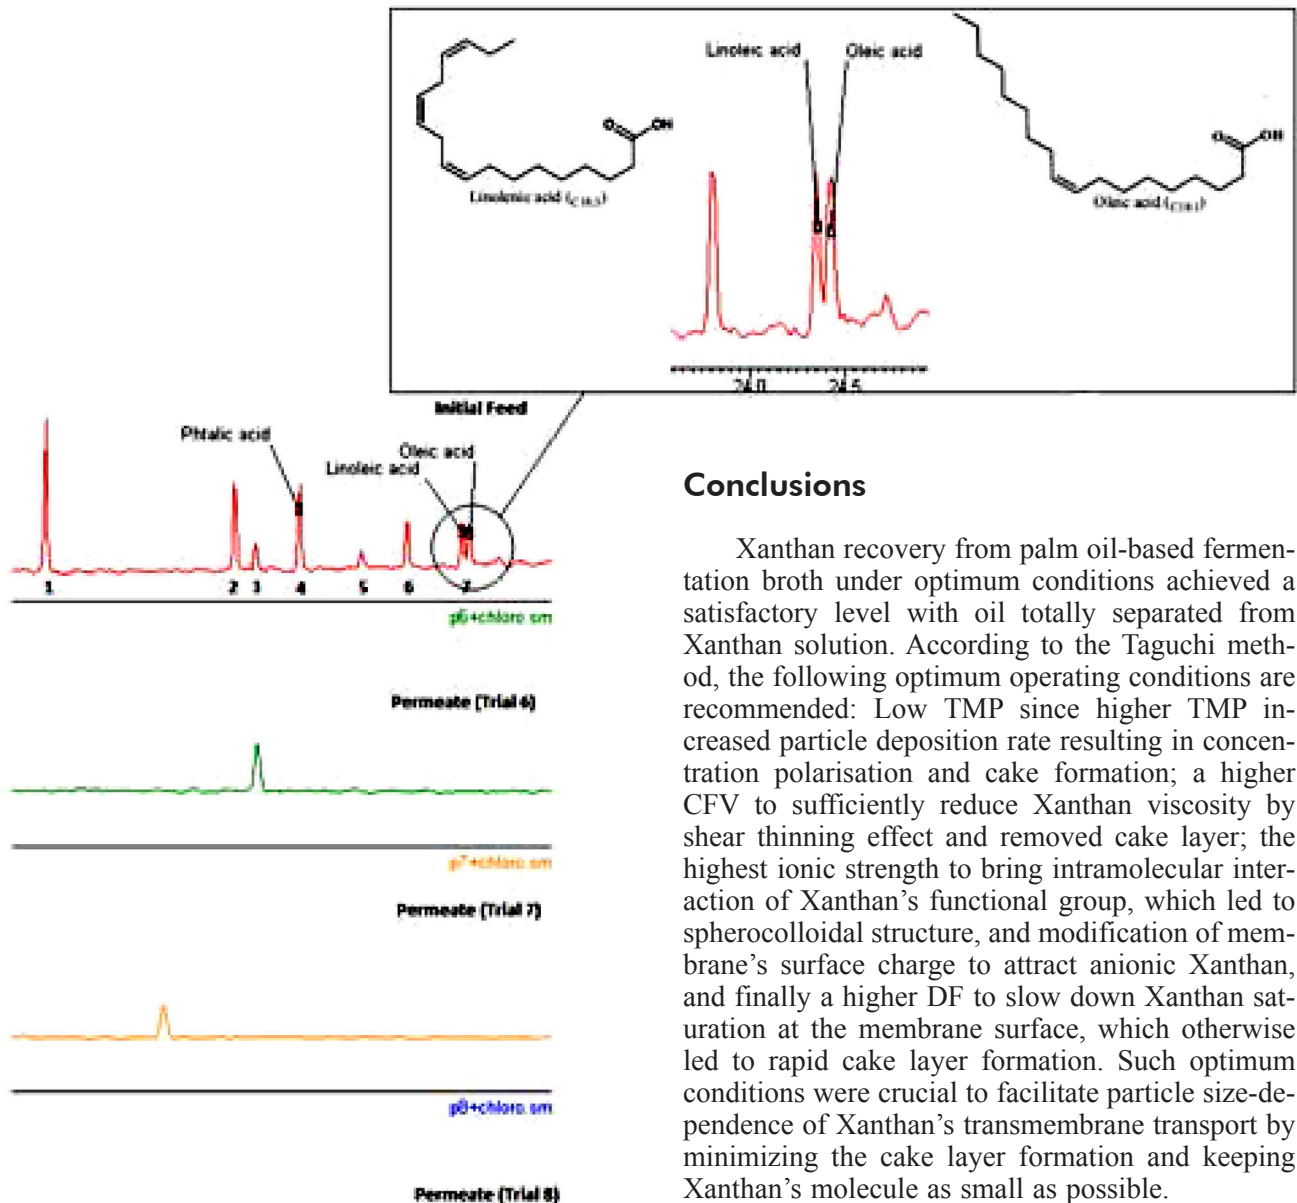 Linoleic acid
Oleic acid
O
OH
Linolenic acid (C18:3)
O
OH
Oleic acid (C18:1)
24.0 24.5
Initial Feed
Phtalic acid
Oleic acid
Linoleic acid
1 2 3 4 5 6 7
p6+chloro.sm
Permeate (Trial 6)
p7+chloro.sm
Permeate (Trial 7)
p8+chloro.sm
Permeate (Trial 8)
Conclusions
Xanthan recovery from palm oil-based fermen-
tation broth under optimum conditions achieved a
satisfactory level with oil totally separated from
Xanthan solution. According to the Taguchi meth-
od, the following optimum operating conditions are
recommended: Low TMP since higher TMP in-
creased particle deposition rate resulting in concen-
tration polarisation and cake formation; a higher
CFV to sufficiently reduce Xanthan viscosity by
shear thinning effect and removed cake layer; the
highest ionic strength to bring intramolecular inter-
action of Xanthan’s functional group, which led to
spherocolloidal structure, and modification of mem-
brane’s surface charge to attract anionic Xanthan,
and finally a higher DF to slow down Xanthan sat-
uration at the membrane surface, which otherwise
led to rapid cake layer formation. Such optimum
conditions were crucial to facilitate particle size-de-
pendence of Xanthan’s transmembrane transport by
minimizing the cake layer formation and keeping
Xanthan’s molecule as small as possible.